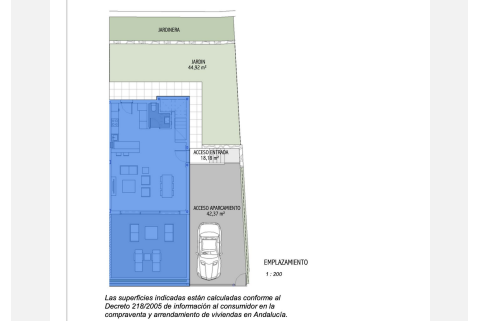 JARDINERA
JARDIN
44,92 m²
ACCESO ENTRADA
18,18 m²
ACCESO APARCAMIENTO
42,37 m²
EMPLAZAMIENTO
1 : 200
Las superficies indicadas están calculadas conforme al
Decreto 218/2005 de información al consumidor en la
compraventa y arrendamiento de viviendas en Andalucía.